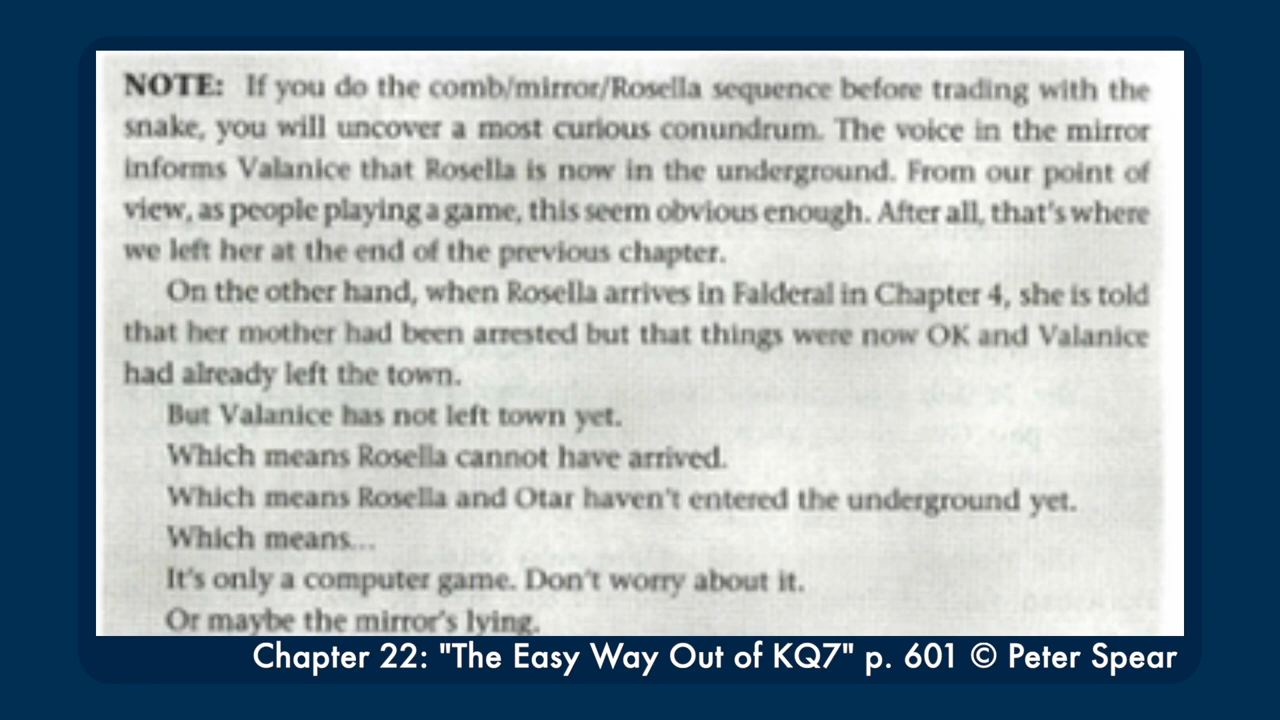 NOTE: If you do the comb/mirror/Rosella sequence before trading with the
snake, you will uncover a most curious conundrum. The voice in the mirror
informs Valanice that Rosella is now in the underground. From our point of
view, as people playing a game, this seem obvious enough. After all, that's where
we left her at the end of the previous chapter.
On the other hand, when Rosella arrives in Falderal in Chapter 4, she is told
that her mother had been arrested but that things were now OK and Valanice
had already left the town.
But Valanice has not left town yet.
Which means Rosella cannot have arrived.
Which means Rosella and Otar haven't entered the underground yet.
Which means...
It's only a computer game. Don't worry about it.
Or maybe the mirror's lying.
Chapter 22: "The Easy Way Out of KQ7" p. 601 © Peter Spear